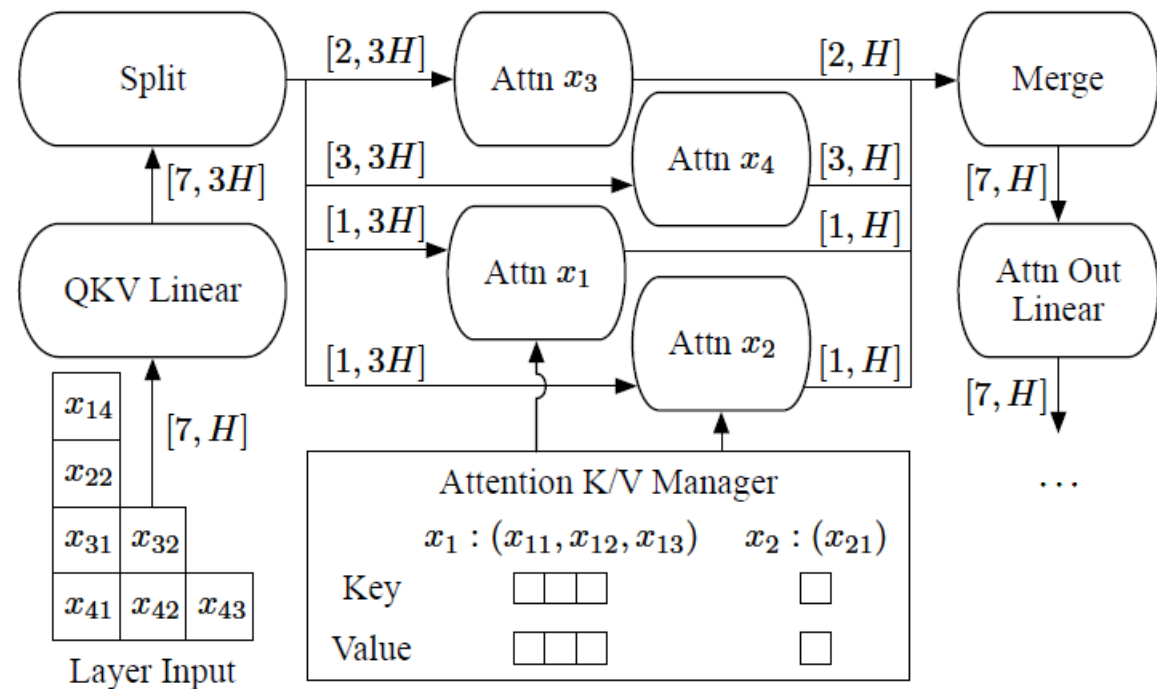 Split
[2, 3H]
Attn x₃
[2, H]
Merge
[3, 3H]
Attn x₄
[3, H]
[7, 3H]
[7, H]
[1, 3H]
[1, H]
QKV Linear
Attn x₁
Attn Out
Linear
Attn x₂
[1, 3H]
[1, H]
[7, H]
x₁₄
[7, H]
x₂₂
x₃₁ x₃₂
x₄₁ x₄₂ x₄₃
Layer Input
Attention K/V Manager
x₁ : (x₁₁, x₁₂, x₁₃) x₂ : (x₂₁)
Key
Value
...